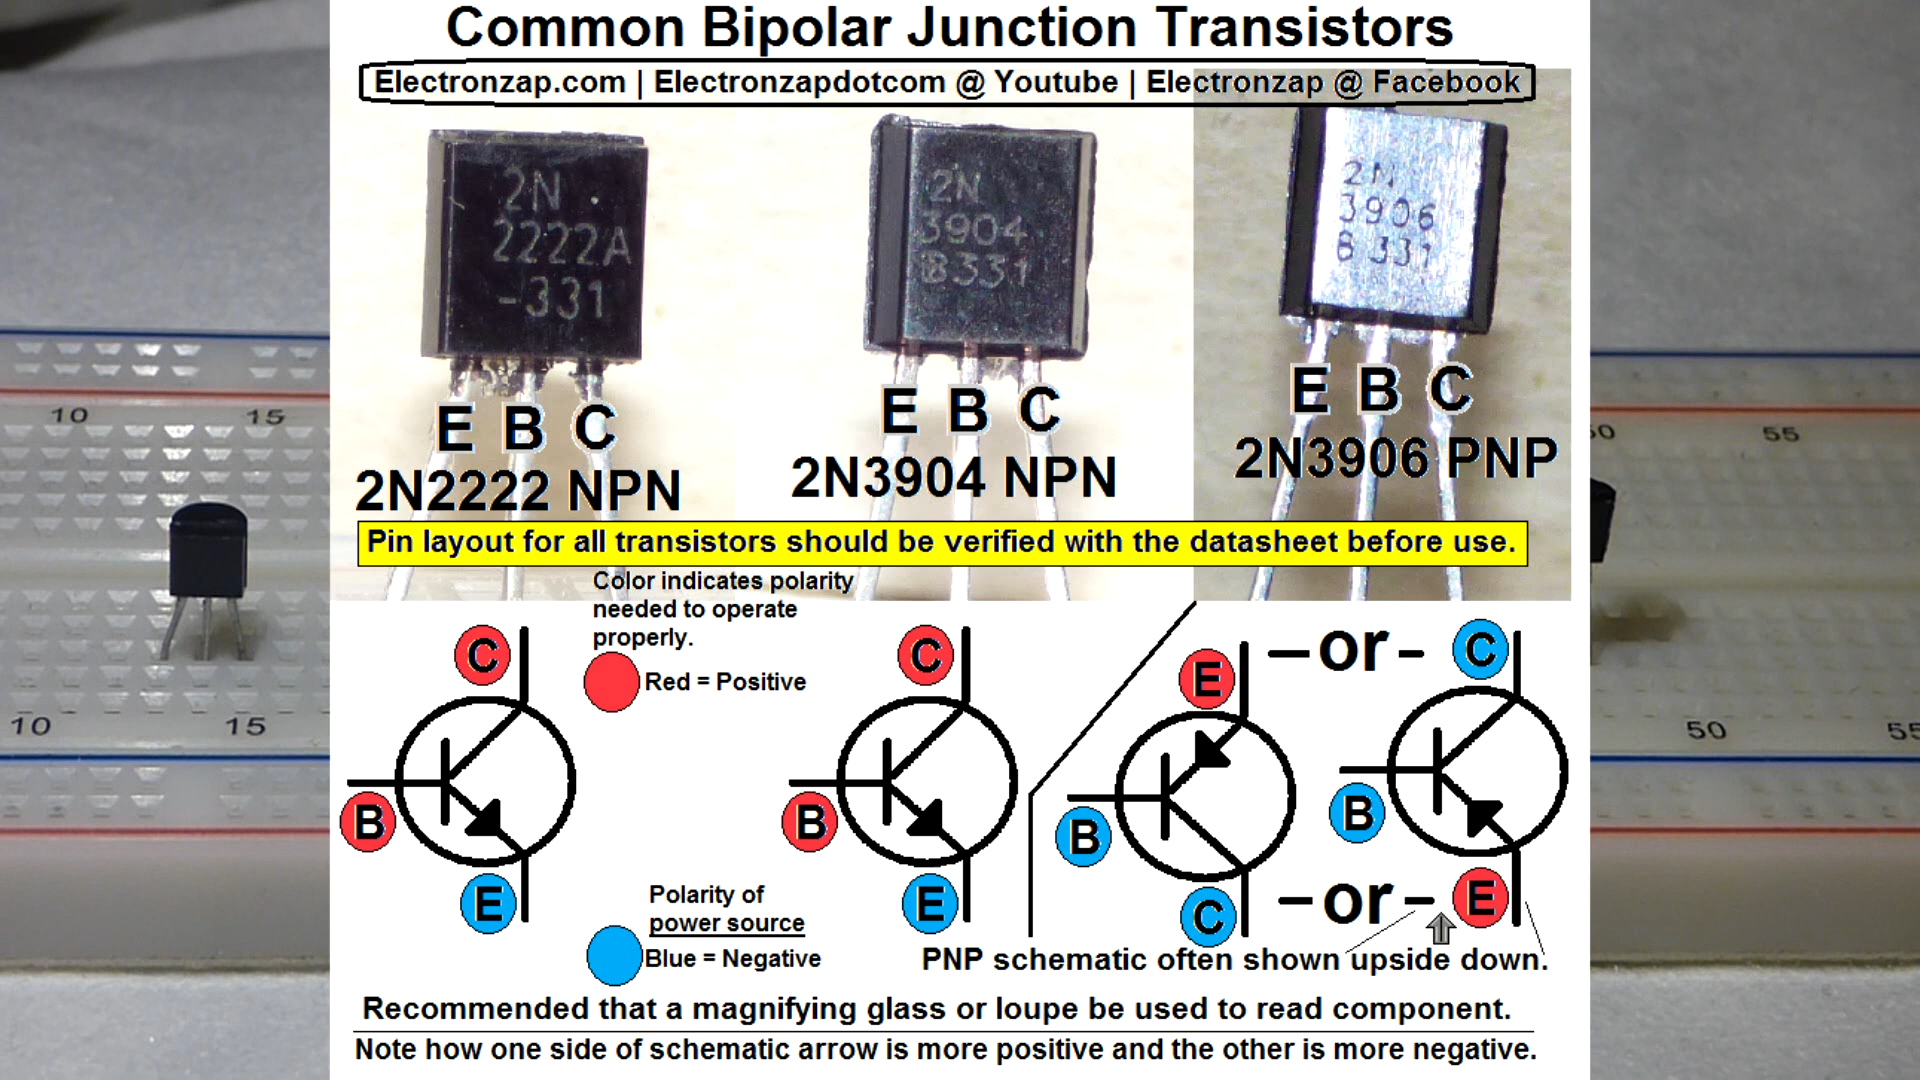 Common Bipolar Junction Transistors
Electronzap.com | Electronzapdotcom @ Youtube | Electronzap @ Facebook
2N
2222A
-331
2N
3904
B331
2N
3906
B 331
E B C
E B C
E B C
2N2222 NPN
2N3904 NPN
2N3906 PNP
Pin layout for all transistors should be verified with the datasheet before use.
Color indicates polarity
needed to operate
properly.
Red = Positive
C
B
E
C
B
E
E
B
C
-or-
C
B
E
-or-
Polarity of
power source
Blue = Negative
PNP schematic often shown upside down.
Recommended that a magnifying glass or loupe be used to read component.
Note how one side of schematic arrow is more positive and the other is more negative.
10 15
10 15
50 55
50 55